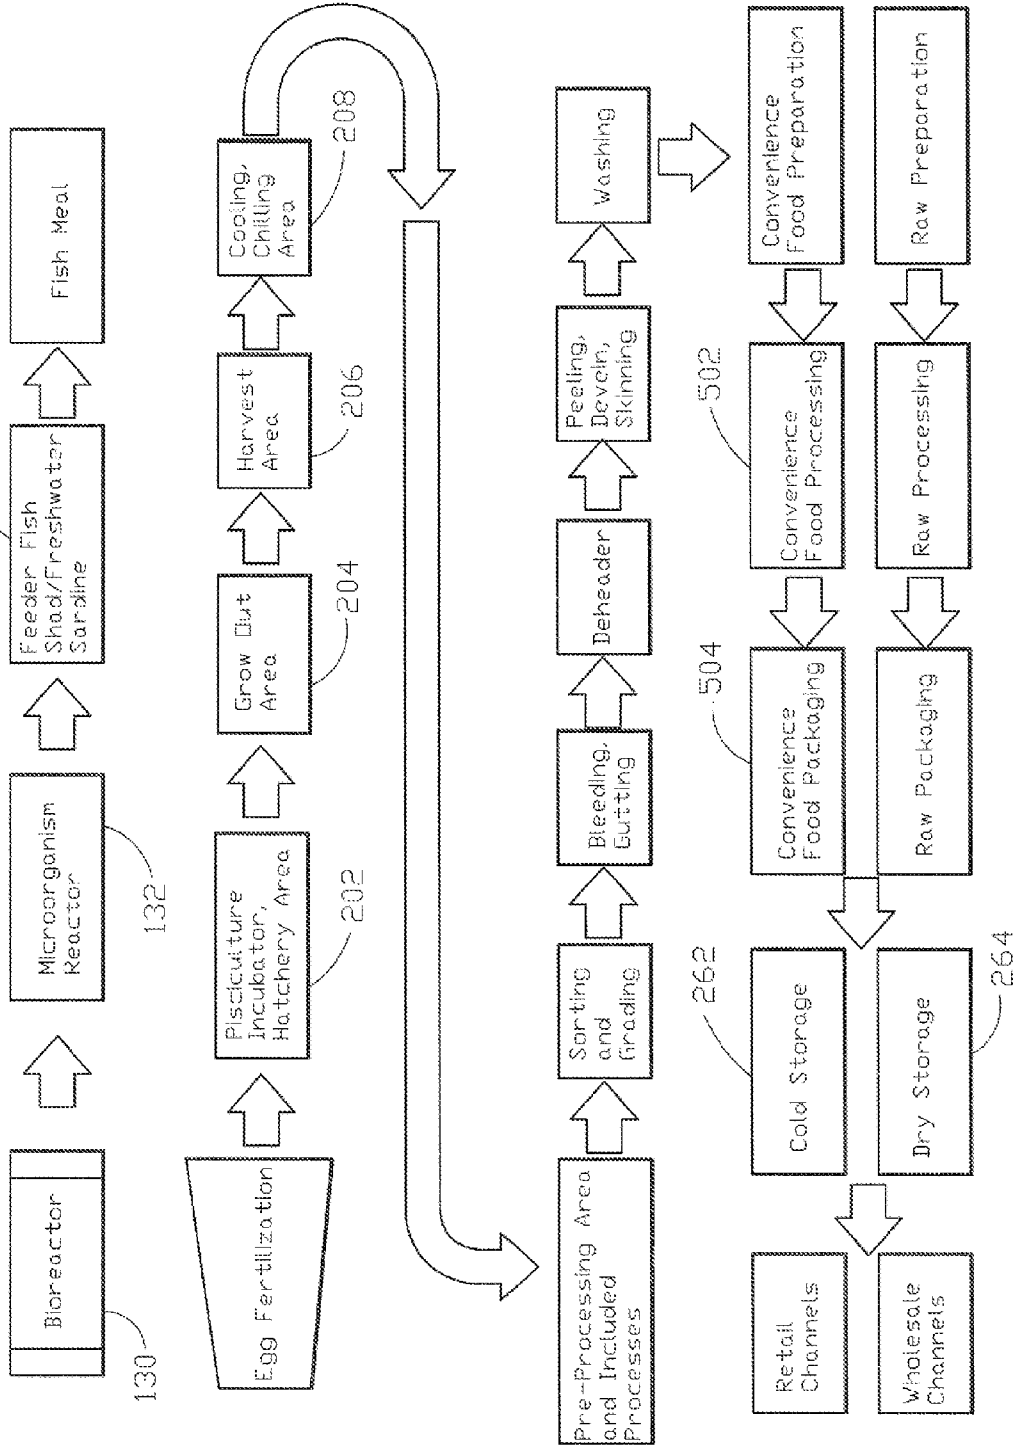 Bioreactor
130
Microorganism
Reactor
132
Feeder Fish
Shad/Freshwater
Sardine
Fish Meal
Egg Fertilization
Pisciculture
Incubator,
Hatchery Area
202
Grow Out
Area
204
Harvest
Area
206
Cooling,
Chilling
Area
208
Pre-Processing Area
and Included
Processes
Sorting
and
Grading
Bleeding,
Gutting
Deheader
Peeling,
Devein,
Skinning
Washing
Convenience
Food Preparation
Raw Preparation
Convenience
Food Processing
502
Raw Processing
Convenience
Food Packaging
504
Raw Packaging
Cold Storage
262
Dry Storage
264
Retail
Channels
Wholesale
Channels